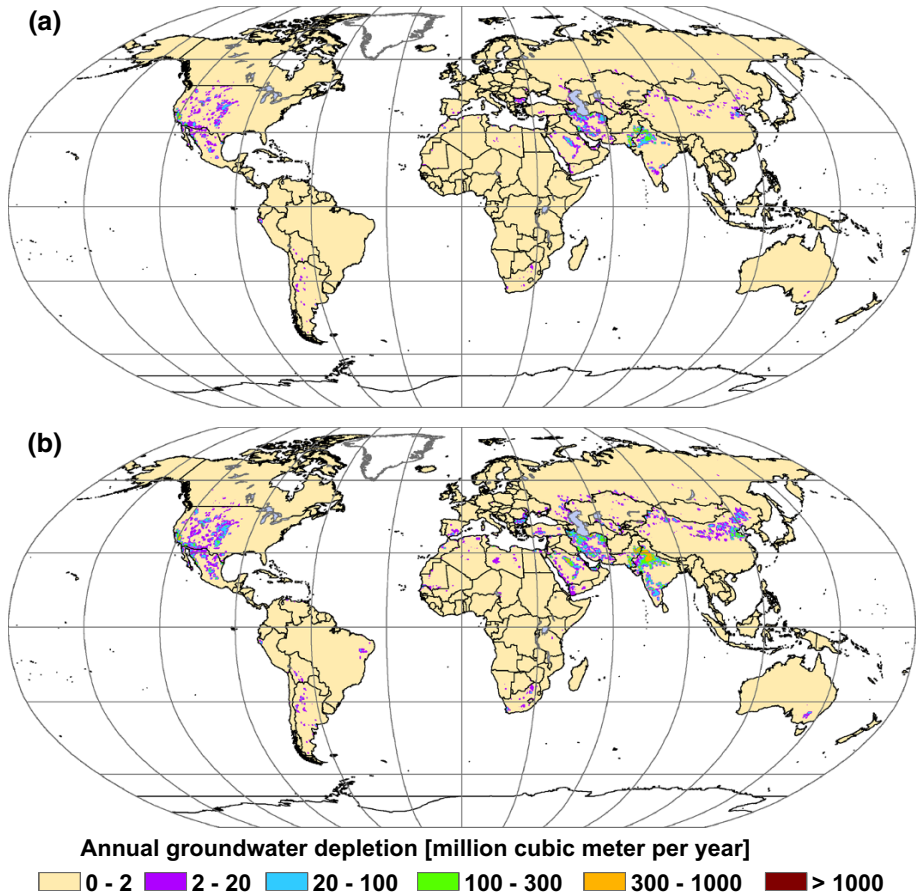 (a)
(b)
Annual groundwater depletion [million cubic meter per year]
0 - 2 2 - 20 20 - 100 100 - 300 300 - 1000 > 1000